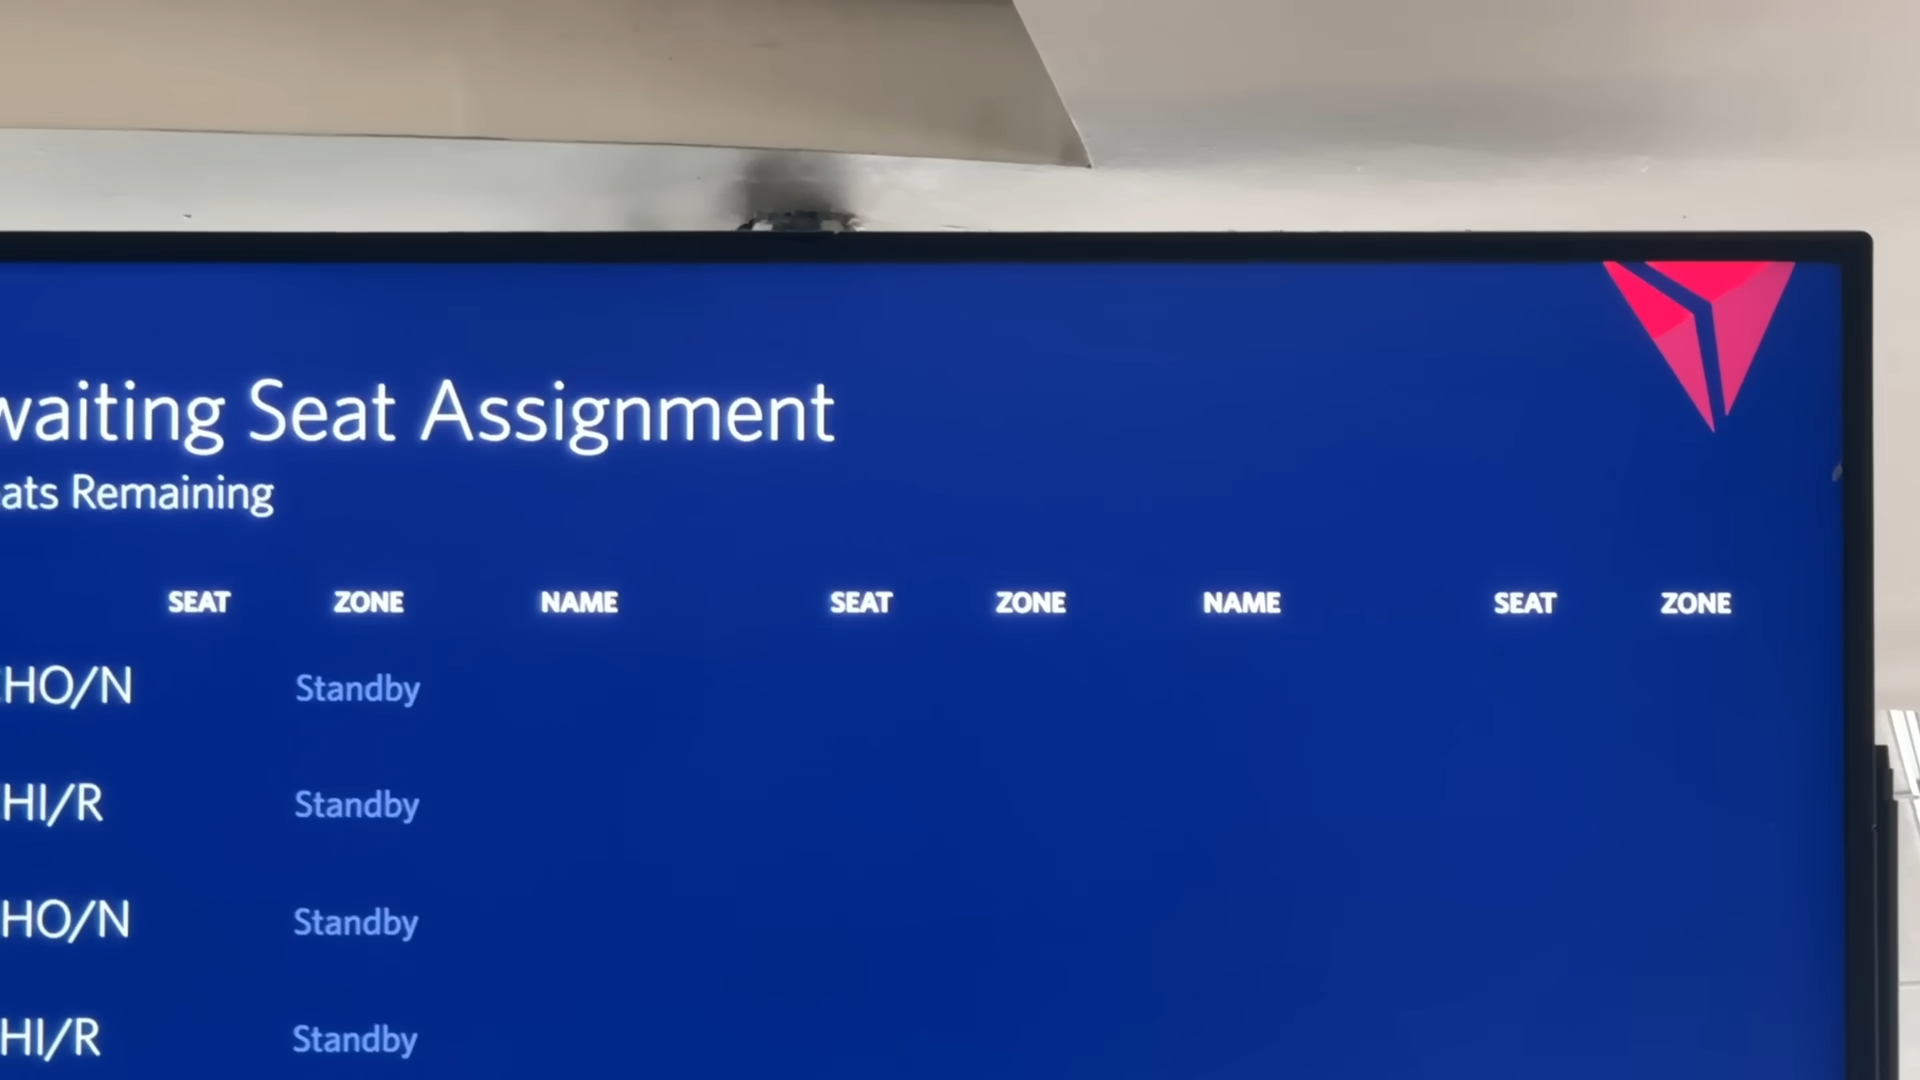 waiting Seat Assignment
ats Remaining
SEAT ZONE NAME SEAT ZONE NAME SEAT ZONE
HO/N Standby
HI/R Standby
HO/N Standby
HI/R Standby